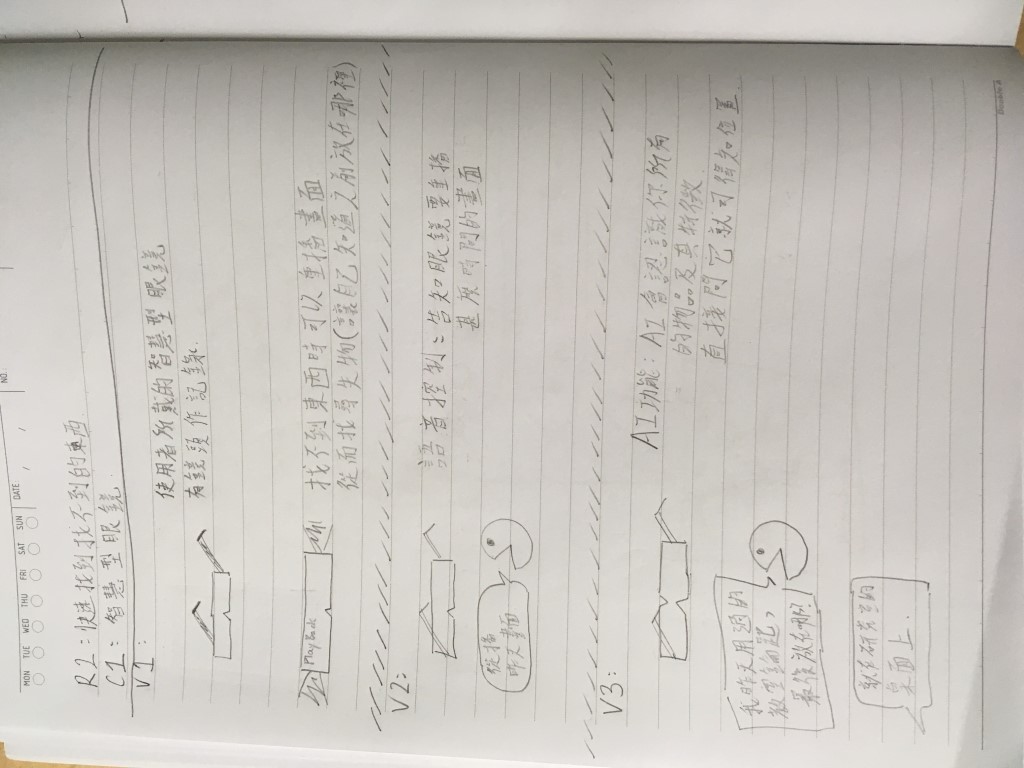 MON TUE WED THU FRI SAT SUN
DATE: / /
NO.
R1:快速找到找不到的東西
C1:智慧型眼鏡.
V1:
使用者所戴的智慧型眼鏡
有鏡頭作記錄.
PlayBack
找不到東西時可以重播畫面
從而找尋失物(讓自己知道之前放在哪裡)
V2:
語音控制:告知眼鏡要重播
甚麼時間的畫面
從播
昨天畫面
V3:
AI功能:AI會認識你所有
的物品及其特徵
直接問它就可得知位置.
我昨天用過的
教室鑰匙,
最後放在哪?
就在研究室的
桌面上.
Double A